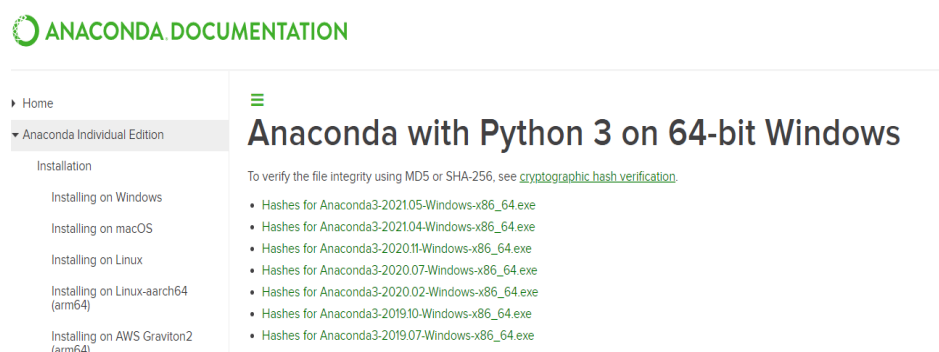 ANACONDA.DOCUMENTATION
Home
Anaconda Individual Edition
Installation
Installing on Windows
Installing on macOS
Installing on Linux
Installing on Linux-aarch64
(arm64)
Installing on AWS Graviton2
(arm64)
Anaconda with Python 3 on 64-bit Windows
To verify the file integrity using MD5 or SHA-256, see cryptographic hash verification.
Hashes for Anaconda3-2021.05-Windows-x86_64.exe
Hashes for Anaconda3-2021.04-Windows-x86_64.exe
Hashes for Anaconda3-2020.11-Windows-x86_64.exe
Hashes for Anaconda3-2020.07-Windows-x86_64.exe
Hashes for Anaconda3-2020.02-Windows-x86_64.exe
Hashes for Anaconda3-2019.10-Windows-x86_64.exe
Hashes for Anaconda3-2019.07-Windows-x86_64.exe